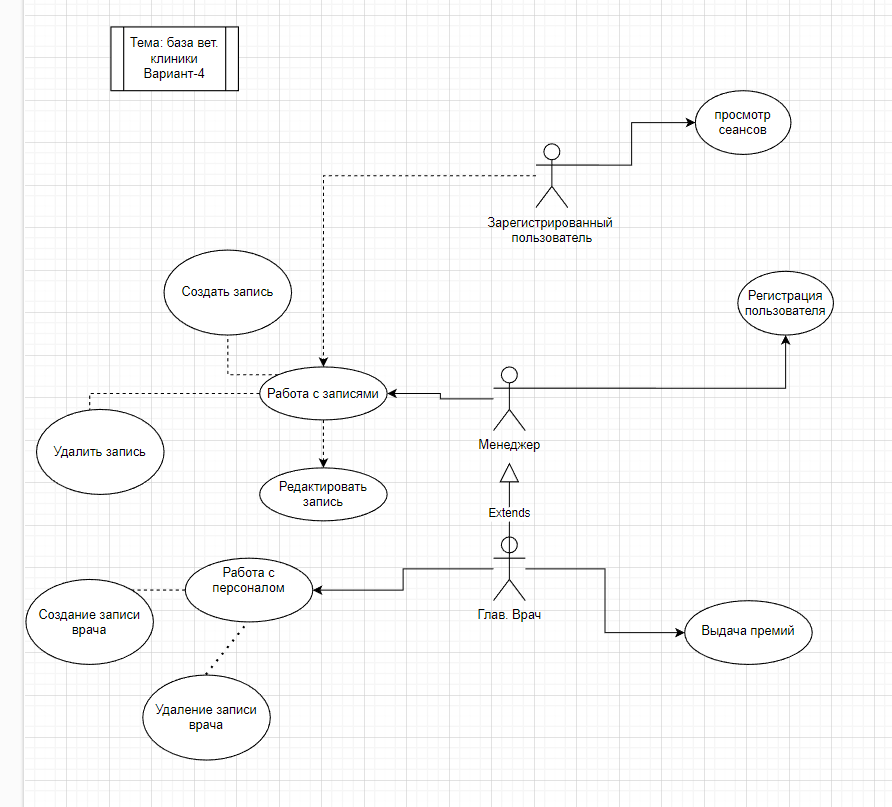 Тема: база вет.
клиники
Вариант-4
просмотр
сеансов
Зарегистрированный
пользователь
Создать запись
Регистрация
пользователя
Работа с записями
Менеджер
Удалить запись
Редактировать
запись
Extends
Работа с
персоналом
Глав. Врач
Создание записи
врача
Выдача премий
Удаление записи
врача